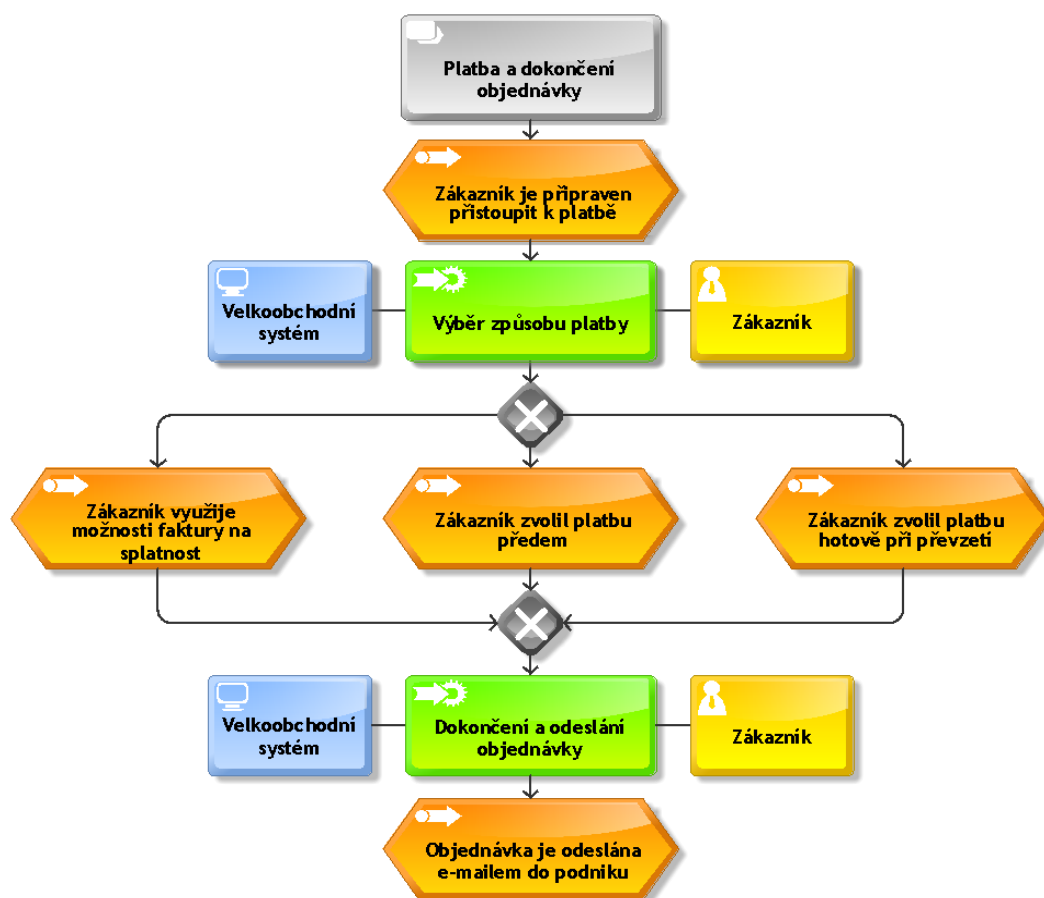 Platba a dokončení
objednávky
Zákazník je připraven
přistoupit k platbě
Velkoobchodní
systém
Výběr způsobu platby
Zákazník
Zákazník využije
možnosti faktury na
splatnost
Zákazník zvolil platbu
předem
Zákazník zvolil platbu
hotově při převzetí
Velkoobchodní
systém
Dokončení a odeslání
objednávky
Zákazník
Objednávka je odeslána
e-mailem do podniku